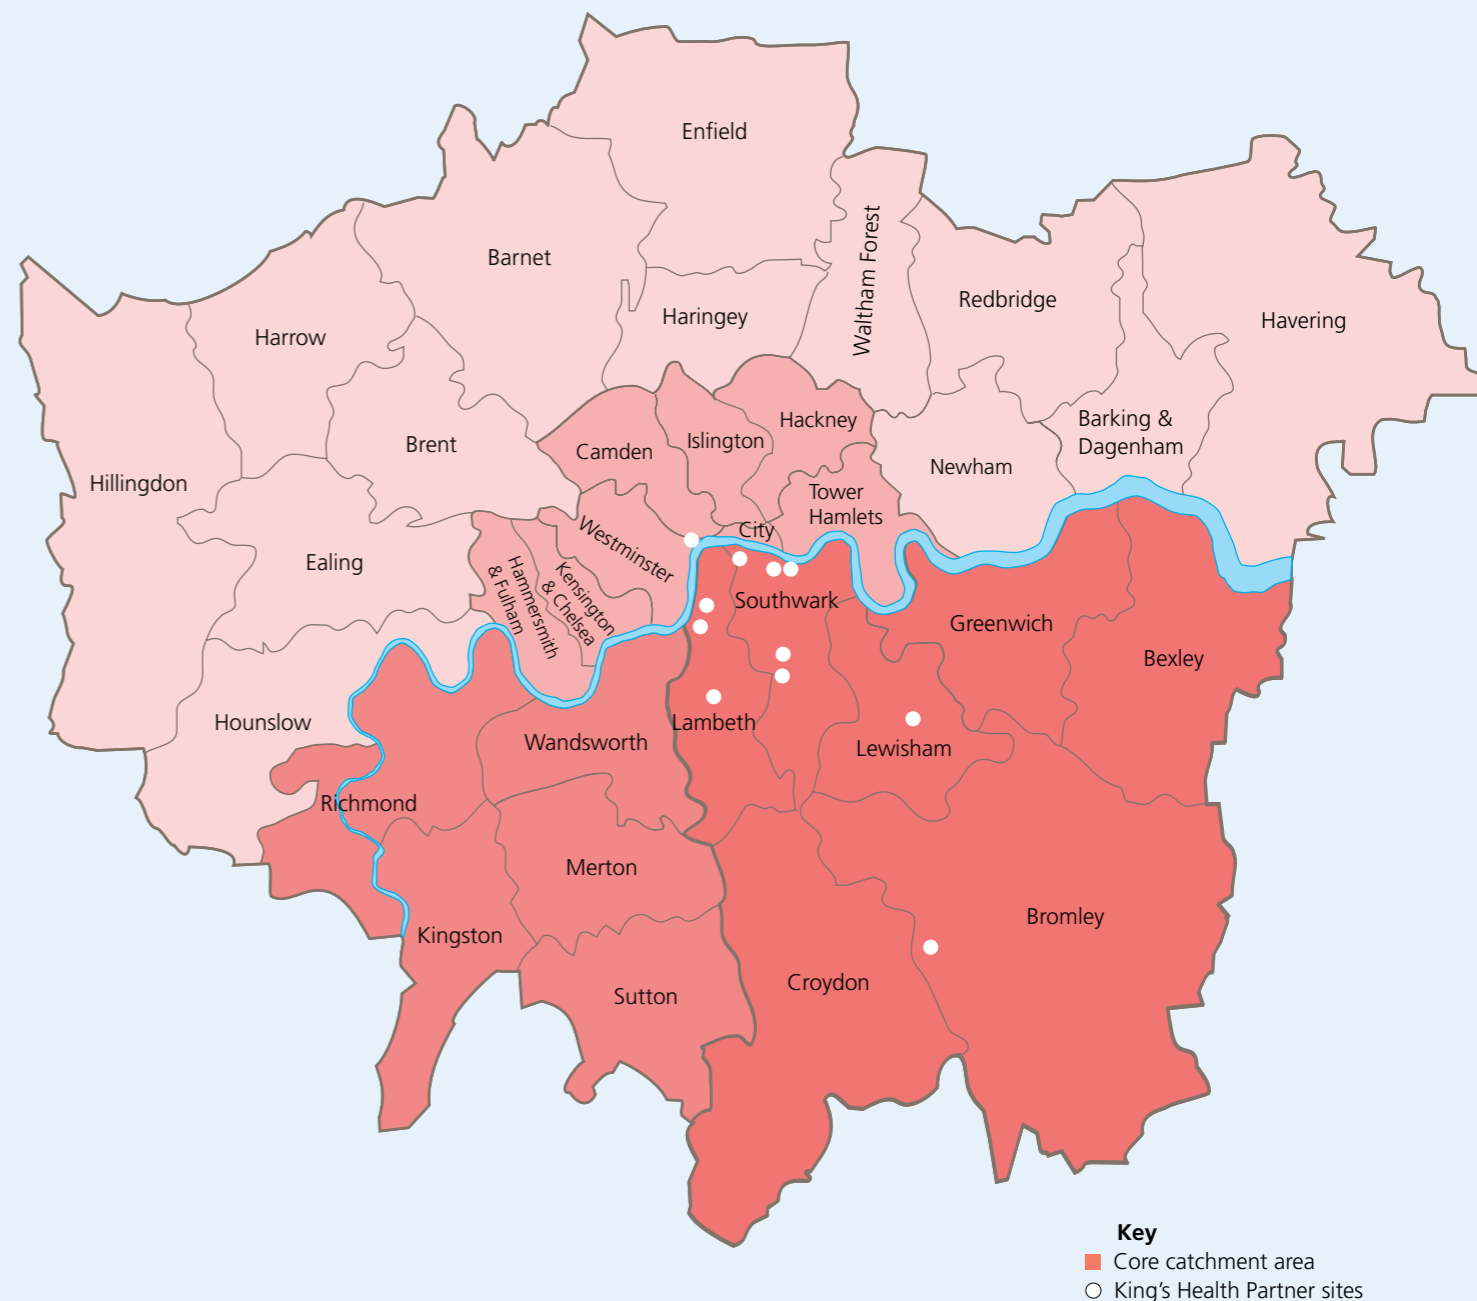 Enfield
Barnet
Waltham Forest
Redbridge
Haringey
Havering
Harrow
Hackney
Barking &
Dagenham
Islington
Brent
Camden
Newham
Hillingdon
Tower
Hamlets
City
Westminster
Ealing
Kensington
& Chelsea
Hammersmith
& Fulham
Southwark
Greenwich
Bexley
Hounslow
Lambeth
Wandsworth
Lewisham
Richmond
Merton
Bromley
Kingston
Croydon
Sutton
Key
Core catchment area
King's Health Partner sites